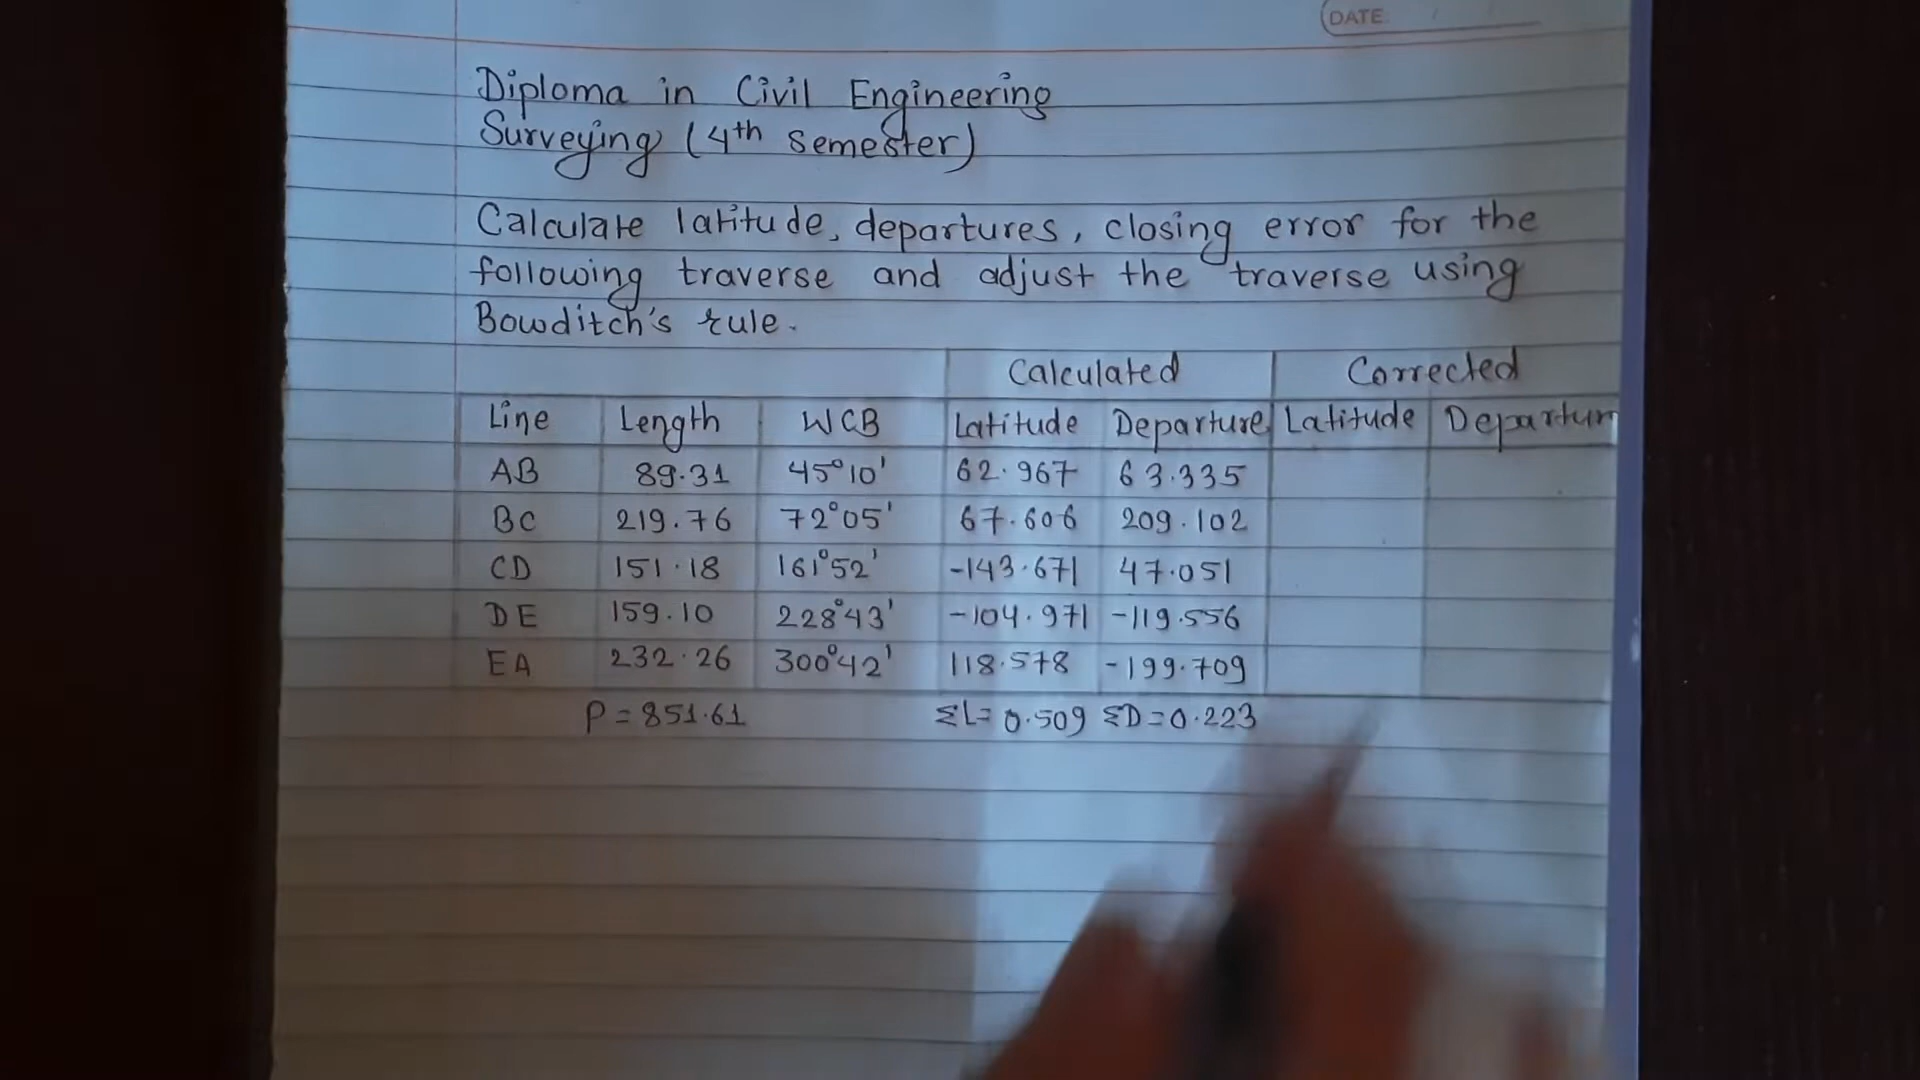 DATE:
Diploma in Civil Engineering
Surveying (4th semester)
Calculate latitude, departures, closing error for the
following traverse and adjust the traverse using
Bowditch's rule.
Calculated Corrected
Line Length WCB Latitude Departure Latitude Departur
AB 89.31 45°10' 62.967 63.335
BC 219.76 72°05' 67.606 209.102
CD 151.18 161°52' -143.671 47.051
DE 159.10 228°43' -104.971 -119.556
EA 232.26 300°42' 118.578 -199.709
P = 851.61 ΣL= 0.509 ΣD=0.223